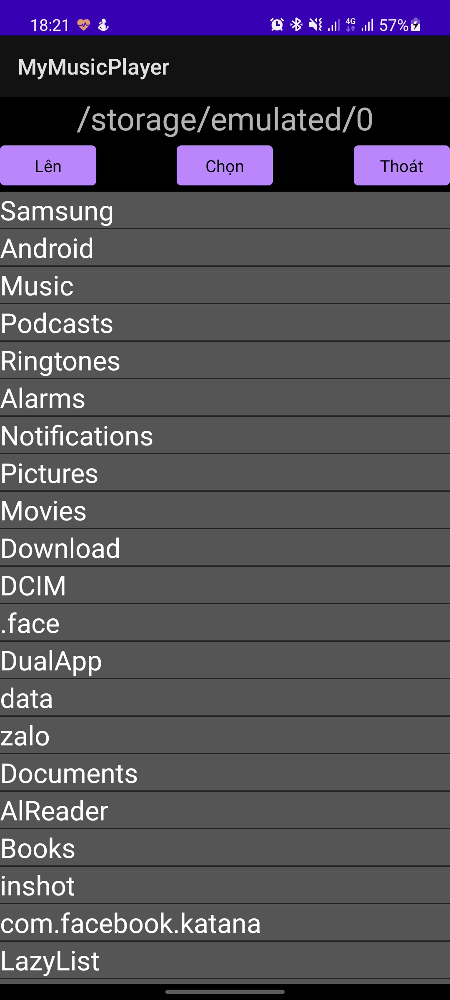 18:21 4G 57%
MyMusicPlayer
/storage/emulated/0
Lên Chọn Thoát
Samsung
Android
Music
Podcasts
Ringtones
Alarms
Notifications
Pictures
Movies
Download
DCIM
.face
DualApp
data
zalo
Documents
AlReader
Books
inshot
com.facebook.katana
LazyList